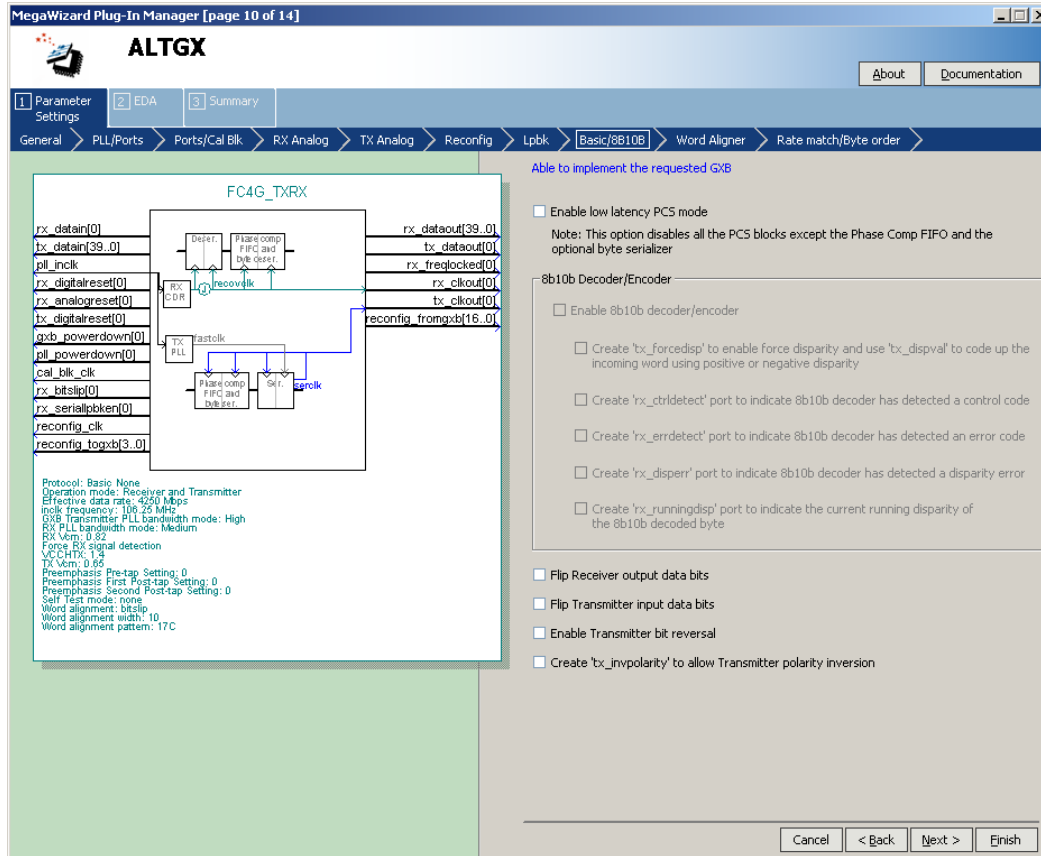 MegaWizard Plug-In Manager [page 10 of 14]
ALTGX
About
Documentation
1 Parameter Settings
2 EDA
3 Summary
General
PLL/Ports
Ports/Cal Blk
RX Analog
TX Analog
Reconfig
Lpbk
Basic/8B10B
Word Aligner
Rate match/Byte order
FC4G_TXRX
rx_datain[0]
tx_datain[39..0]
pll_inclk
rx_digitalreset[0]
rx_analogreset[0]
tx_digitalreset[0]
gxb_powerdown[0]
pll_powerdown[0]
cal_blk_clk
rx_bitslip[0]
rx_seriallpbken[0]
reconfig_clk
reconfig_togxb[3..0]
rx_dataout[39..0]
tx_dataout[0]
rx_freqlocked[0]
rx_clkout[0]
tx_clkout[0]
reconfig_fromgxb[16..0]
Deser.
Phase comp
FIFO and
byte deser.
RX
CDR
recovclk
TX
PLL
fastclk
Phase comp
FIFO and
byte ser.
Ser.
serclk
Protocol: Basic None
Operation mode: Receiver and Transmitter
Effective data rate: 4250 Mbps
inclk frequency: 106.25 MHz
GXB Transmitter PLL bandwidth mode: High
RX PLL bandwidth mode: Medium
RX Vcm: 0.82
Force RX signal detection
VCCHTX: 1.4
TX Vcm: 0.65
Preemphasis Pre-tap Setting: 0
Preemphasis First Post-tap Setting: 0
Preemphasis Second Post-tap Setting: 0
Self Test mode: none
Word alignment: bitslip
Word alignment width: 10
Word alignment pattern: 17C
Able to implement the requested GXB
Enable low latency PCS mode
Note: This option disables all the PCS blocks except the Phase Comp FIFO and the
optional byte serializer
8b10b Decoder/Encoder
Enable 8b10b decoder/encoder
Create 'tx_forcedisp' to enable force disparity and use 'tx_dispval' to code up the
incoming word using positive or negative disparity
Create 'rx_ctrldetect' port to indicate 8b10b decoder has detected a control code
Create 'rx_errdetect' port to indicate 8b10b decoder has detected an error code
Create 'rx_disperr' port to indicate 8b10b decoder has detected a disparity error
Create 'rx_runningdisp' port to indicate the current running disparity of
the 8b10b decoded byte
Flip Receiver output data bits
Flip Transmitter input data bits
Enable Transmitter bit reversal
Create 'tx_invpolarity' to allow Transmitter polarity inversion
Cancel
< Back
Next >
Finish